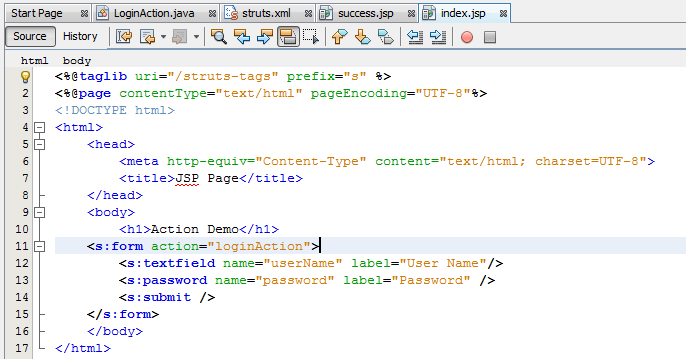 Start Page LoginAction.java struts.xml success.jsp index.jsp
Source History
html body
1 <%@taglib uri="/struts-tags" prefix="s" %>
2 <%@page contentType="text/html" pageEncoding="UTF-8"%>
3 <!DOCTYPE html>
4 <html>
5 <head>
6 <meta http-equiv="Content-Type" content="text/html; charset=UTF-8">
7 <title>JSP Page</title>
8 </head>
9 <body>
10 <h1>Action Demo</h1>
11 <s:form action="loginAction">
12 <s:textfield name="userName" label="User Name"/>
13 <s:password name="password" label="Password" />
14 <s:submit />
15 </s:form>
16 </body>
17 </html>